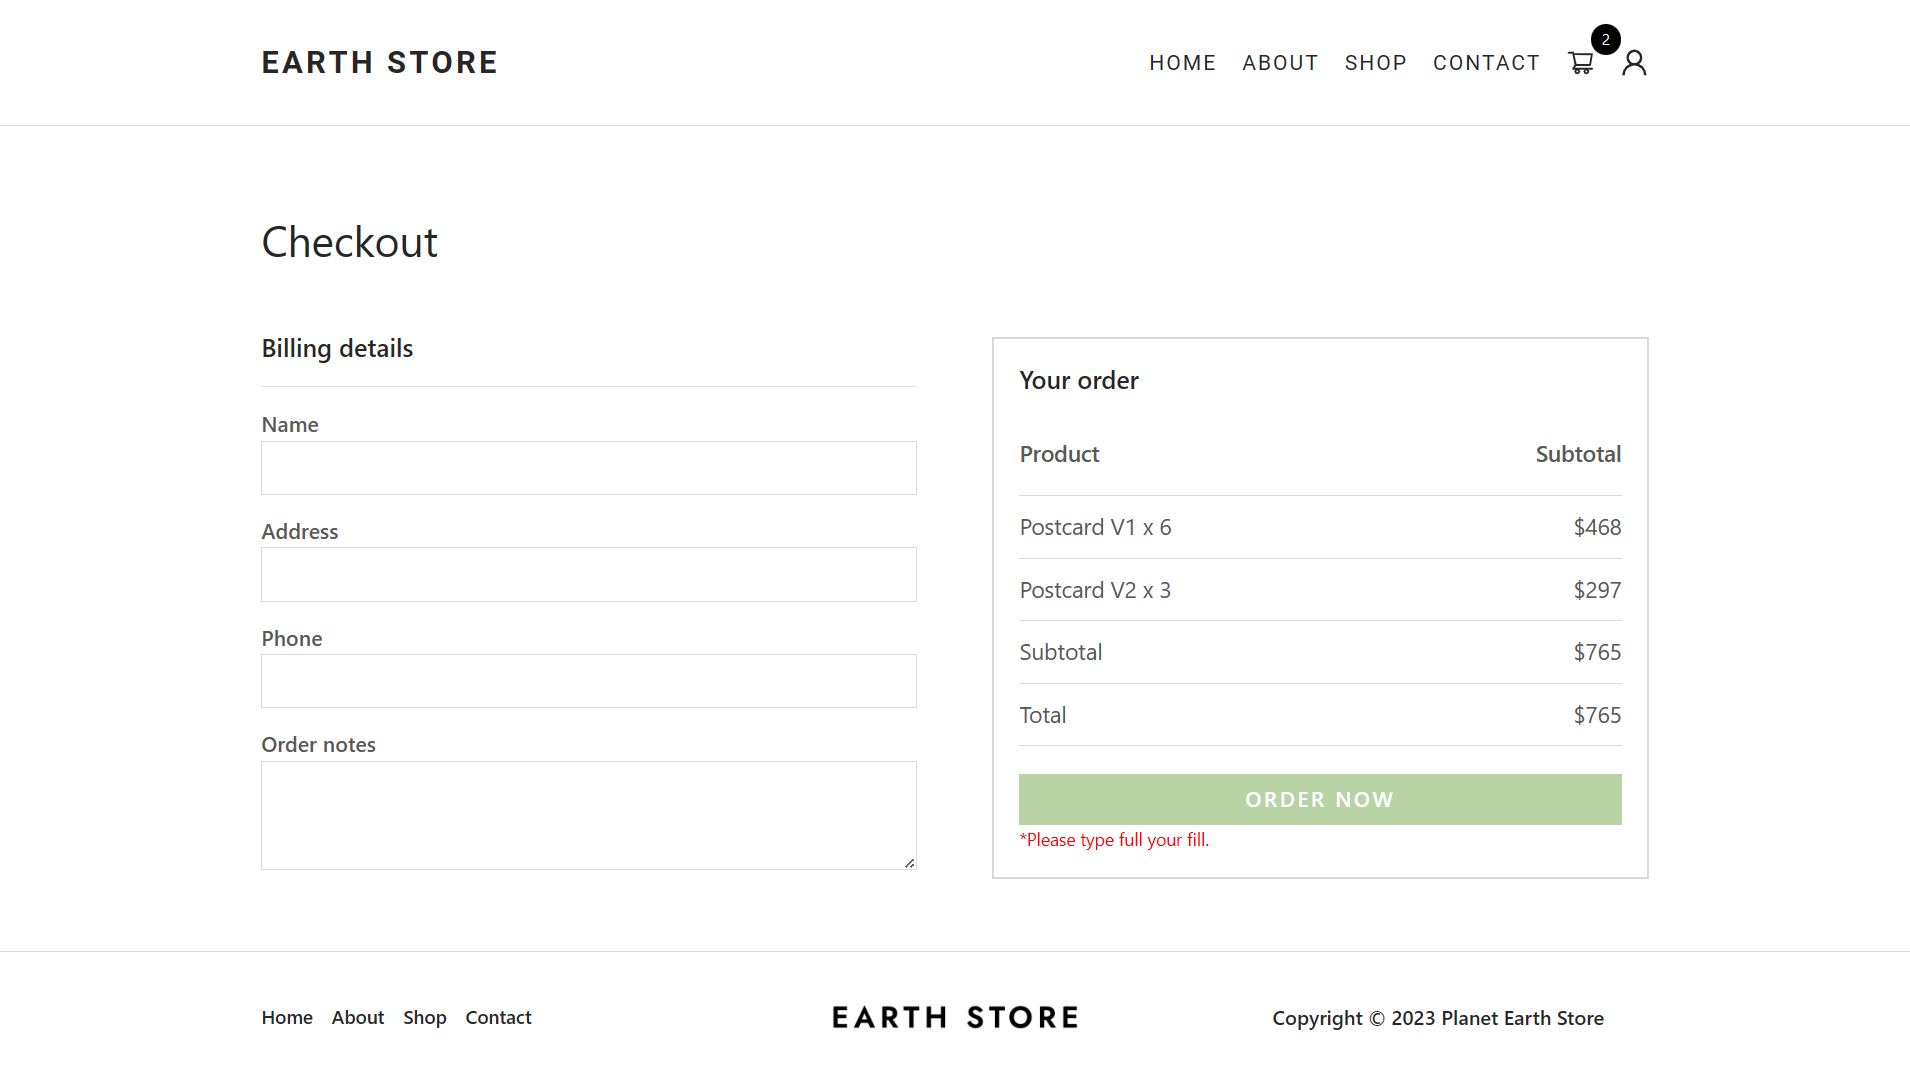 EARTH STORE
HOME ABOUT SHOP CONTACT 2
Checkout
Billing details
Name
Address
Phone
Order notes
Your order
Product Subtotal
Postcard V1 x 6 $468
Postcard V2 x 3 $297
Subtotal $765
Total $765
ORDER NOW
*Please type full your fill.
Home About Shop Contact
EARTH STORE
Copyright © 2023 Planet Earth Store